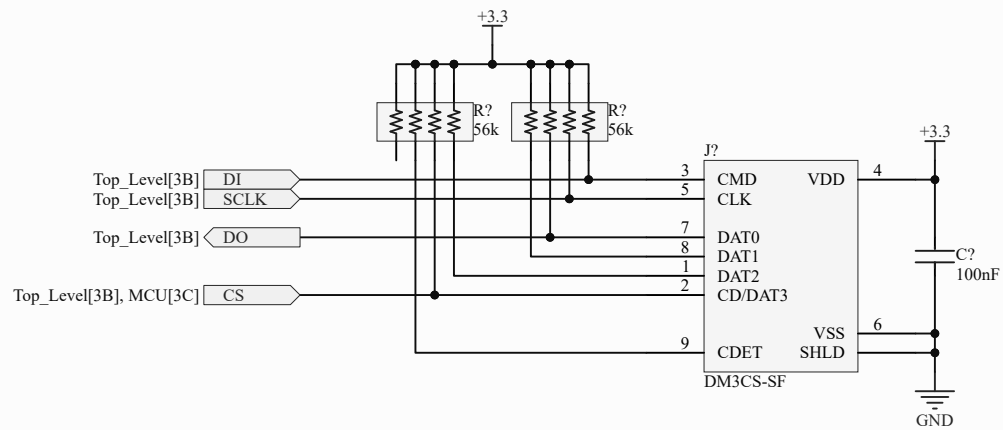 +3.3
R?
56k
R?
56k
+3.3
J?
Top_Level[3B] DI 3 CMD VDD 4
Top_Level[3B] SCLK 5 CLK
Top_Level[3B] DO 7 DAT0
8 DAT1
C?
100nF
1 DAT2
Top_Level[3B], MCU[3C] CS 2 CD/DAT3
VSS 6
9 CDET SHLD
DM3CS-SF
GND